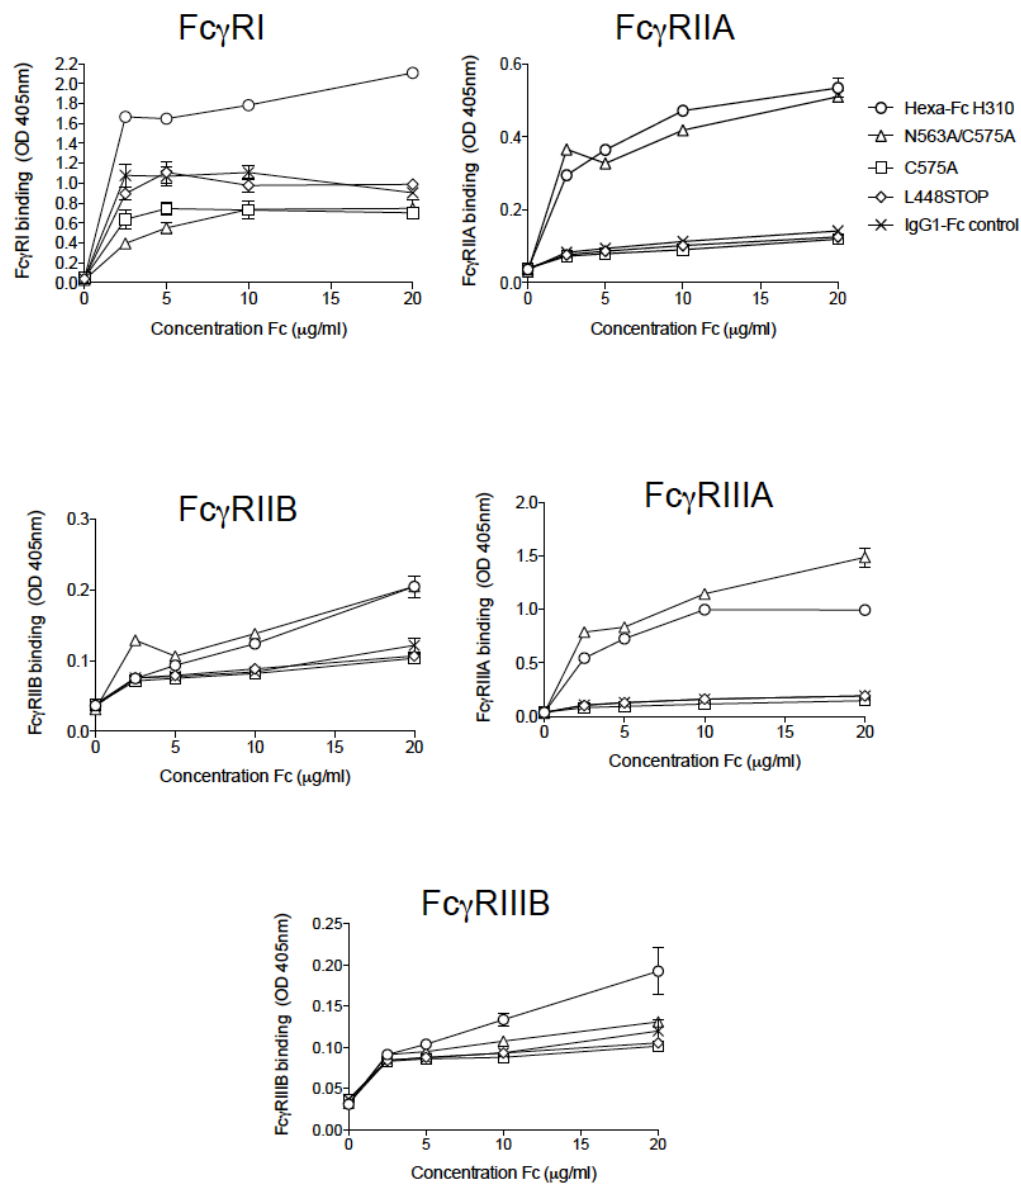 FcγRI
FcγRI binding (OD 405nm)
2.2
2.0
1.8
1.6
1.4
1.2
1.0
0.8
0.6
0.4
0.2
0.0
0 5 10 15 20
Concentration Fc (μg/ml)
FcγRIIA
FcγRIIA binding (OD 405nm)
0.6
0.4
0.2
0.0
0 5 10 15 20
Concentration Fc (μg/ml)
Hexa-Fc H310
N563A/C575A
C575A
L448STOP
IgG1-Fc control
FcγRIIB
FcγRIIB binding (OD 405nm)
0.3
0.2
0.1
0.0
0 5 10 15 20
Concentration Fc (μg/ml)
FcγRIIIA
FcγRIIIA binding (OD 405nm)
2.0
1.5
1.0
0.5
0.0
0 5 10 15 20
Concentration Fc (μg/ml)
FcγRIIIB
FcγRIIIB binding (OD 405nm)
0.25
0.20
0.15
0.10
0.05
0.00
0 5 10 15 20
Concentration Fc (μg/ml)